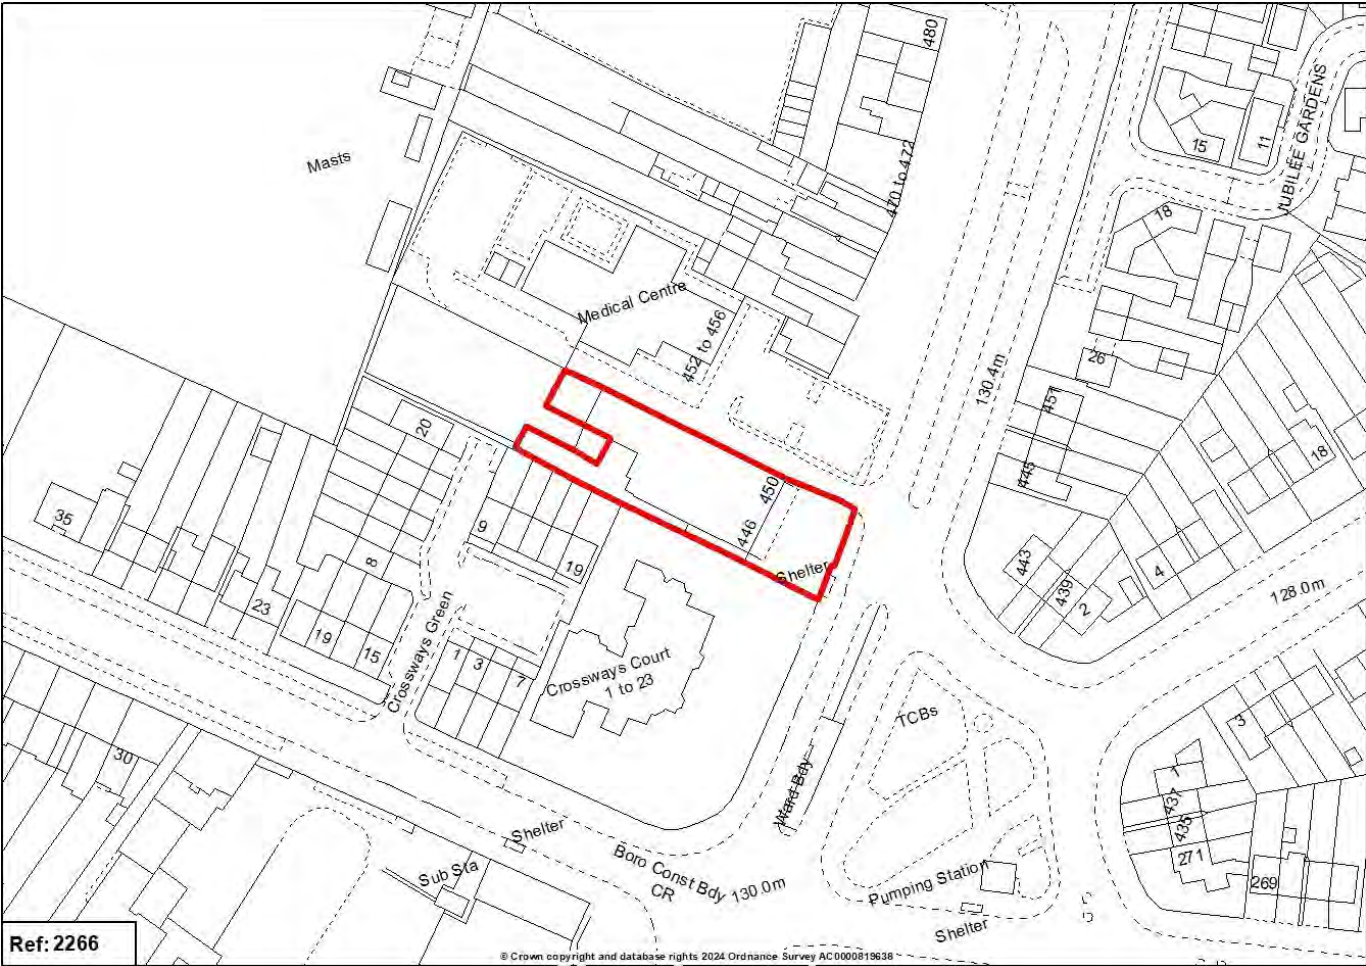 480
JUBILEE GARDENS
15
11
Masts
470 to 472
18
Medical Centre
452 to 456
130.4m
26
451
20
445
18
450
446
35
9
8
19
Shelter
443
439
4
2
128.0m
23
19
15
Crossways Green
1
3
7
Crossways Court
1 to 23
TCBs
3
30
Ward Bdy
1
437
435
271
269
Shelter
Sub Sta
Boro Const Bdy
CR
130.0m
Pumping Station
Shelter
Ref: 2266
© Crown copyright and database rights 2024 Ordnance Survey AC0000819638